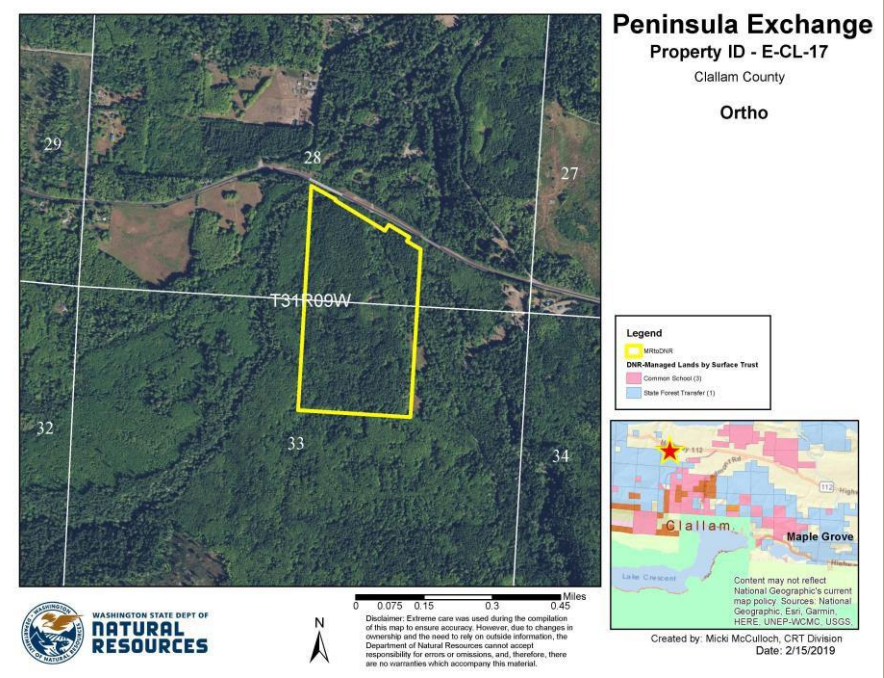 Peninsula Exchange
Property ID - E-CL-17
Clallam County
Ortho
29
28
27
T31R09W
32
33
34
Legend
MRtoDNR
DNR-Managed Lands by Surface Trust
Common School (3)
State Forest Transfer (1)
112
112
Clallam
Maple Grove
Lake Crescent
Content may not reflect
National Geographic's current
map policy. Sources: National
Geographic, Esri, Garmin,
HERE, UNEP-WCMC, USGS,
Created by: Micki McCulloch, CRT Division
Date: 2/15/2019
WASHINGTON STATE DEPT OF
NATURAL
RESOURCES
N
Miles
0 0.075 0.15 0.3 0.45
Disclaimer: Extreme care was used during the compilation
of this map to ensure accuracy. However, due to changes in
ownership and the need to rely on outside information, the
Department of Natural Resources cannot accept
responsibility for errors or omissions, and, therefore, there
are no warranties which accompany this material.